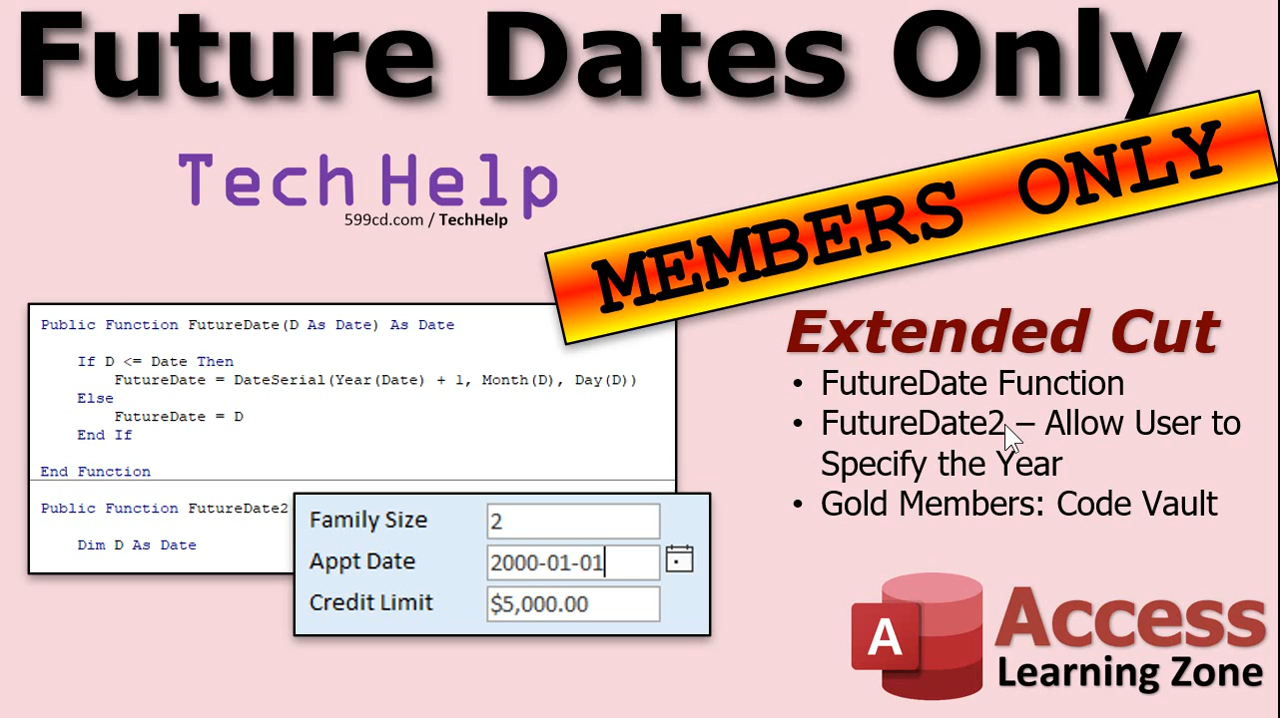 Future Dates Only
TechHelp
599cd.com / TechHelp
MEMBERS ONLY
Public Function FutureDate(D As Date) As Date
If D <= Date Then
FutureDate = DateSerial(Year(Date) + 1, Month(D), Day(D))
Else
FutureDate = D
End If
End Function
Public Function FutureDate2
Dim D As Date
Family Size 2
Appt Date 2000-01-01
Credit Limit $5,000.00
Extended Cut
• FutureDate Function
• FutureDate2 – Allow User to
Specify the Year
• Gold Members: Code Vault
A
Access
Learning Zone